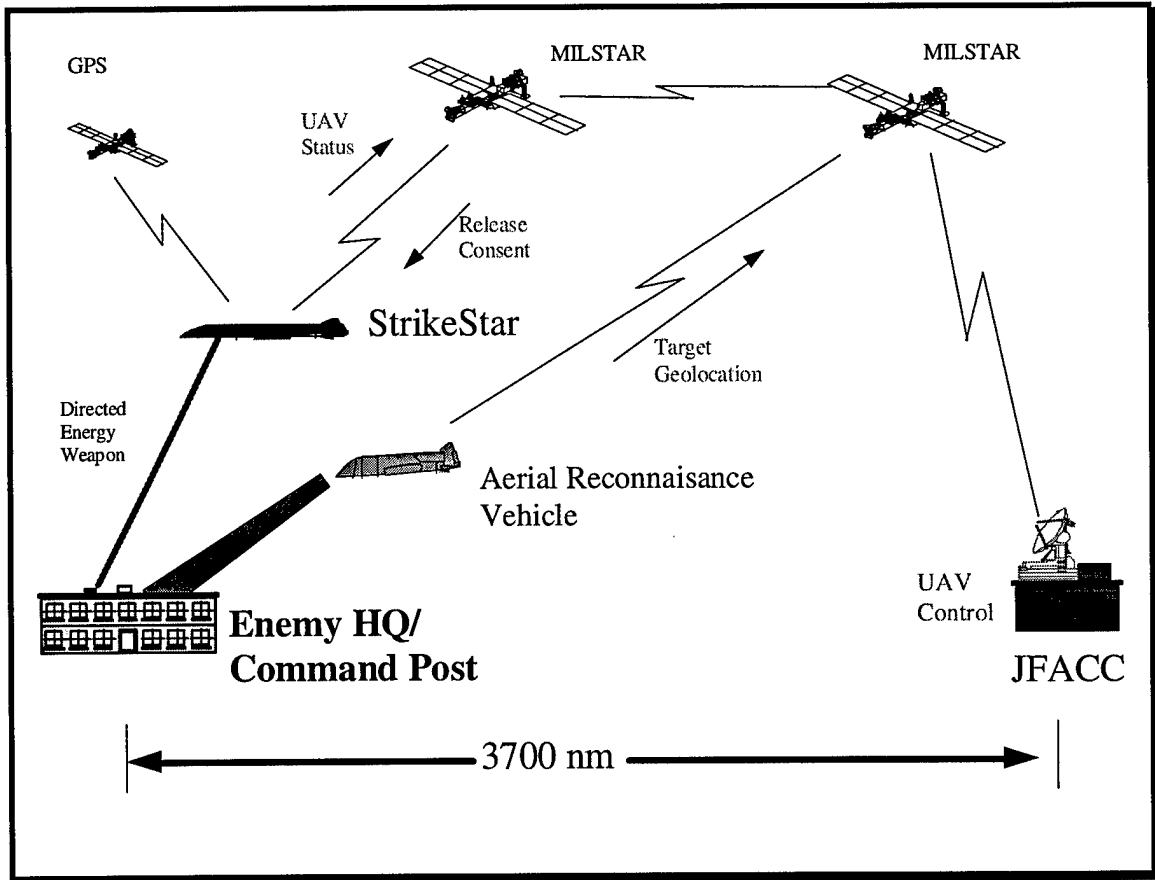 GPS
MILSTAR
MILSTAR
UAV
Status
Release
Consent
StrikeStar
Target
Geolocation
Directed
Energy
Weapon
Aerial Reconnaisance
Vehicle
UAV
Control
Enemy HQ/
Command Post
JFACC
3700 nm